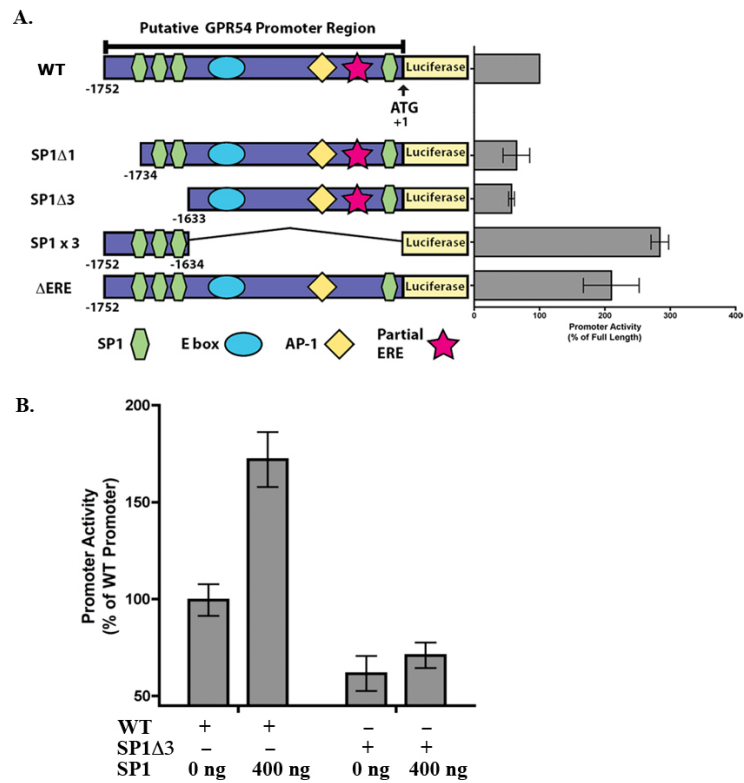 A.
Putative GPR54 Promoter Region
WT
Luciferase
-1752
ATG
+1
SP1Δ1
Luciferase
-1734
SP1Δ3
Luciferase
-1633
SP1 x 3
Luciferase
-1752 -1634
ΔERE
Luciferase
-1752
0 100 200 300 400
Promoter Activity
(% of Full Length)
SP1 E box AP-1 Partial
ERE
B.
Promoter Activity
(% of WT Promoter)
200
150
100
50
WT + + – –
SP1Δ3 – – + +
SP1 0 ng 400 ng 0 ng 400 ng